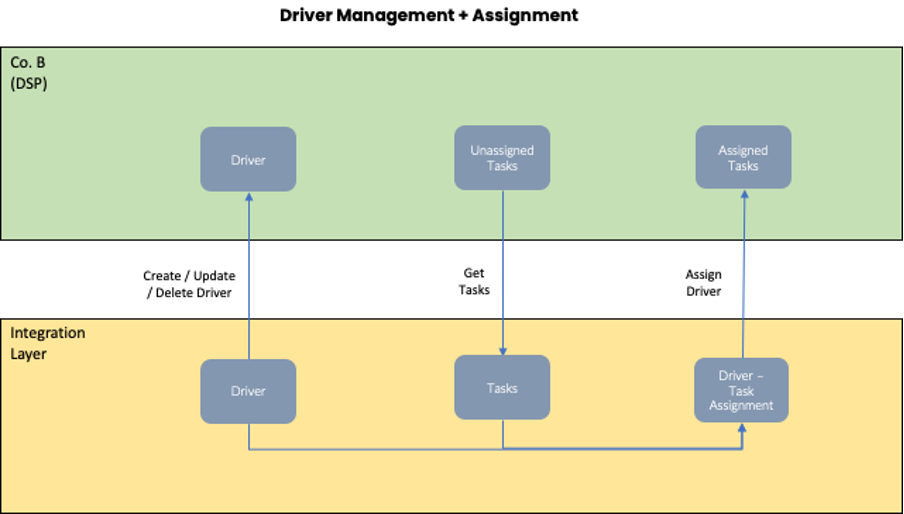 Driver Management + Assignment
Co. B
(DSP)
Driver
Unassigned
Tasks
Assigned
Tasks
Create / Update
/ Delete Driver
Get
Tasks
Assign
Driver
Integration
Layer
Driver
Tasks
Driver –
Task
Assignment